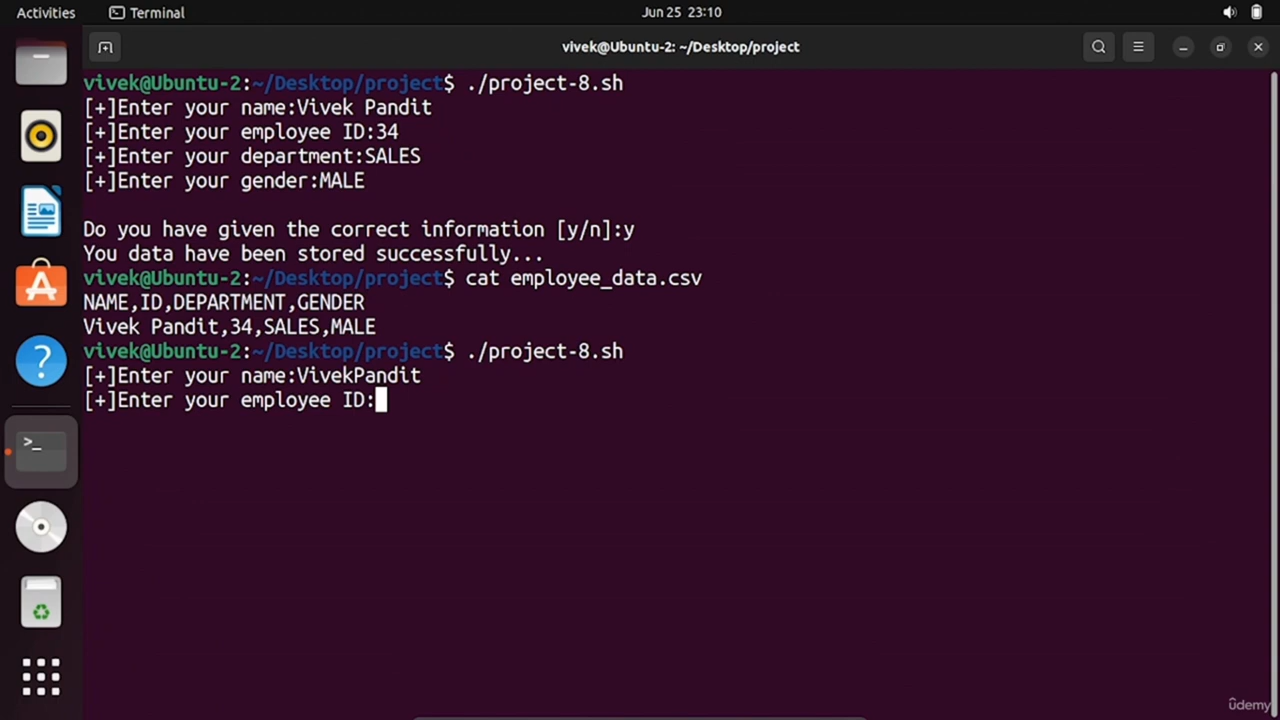 Activities
Terminal
Jun 25 23:10
vivek@Ubuntu-2: ~/Desktop/project
vivek@Ubuntu-2:~/Desktop/project$ ./project-8.sh
[+]Enter your name:Vivek Pandit
[+]Enter your employee ID:34
[+]Enter your department:SALES
[+]Enter your gender:MALE
Do you have given the correct information [y/n]:y
You data have been stored successfully...
vivek@Ubuntu-2:~/Desktop/project$ cat employee_data.csv
NAME,ID,DEPARTMENT,GENDER
Vivek Pandit,34,SALES,MALE
vivek@Ubuntu-2:~/Desktop/project$ ./project-8.sh
[+]Enter your name:VivekPandit
[+]Enter your employee ID:
ûdemy